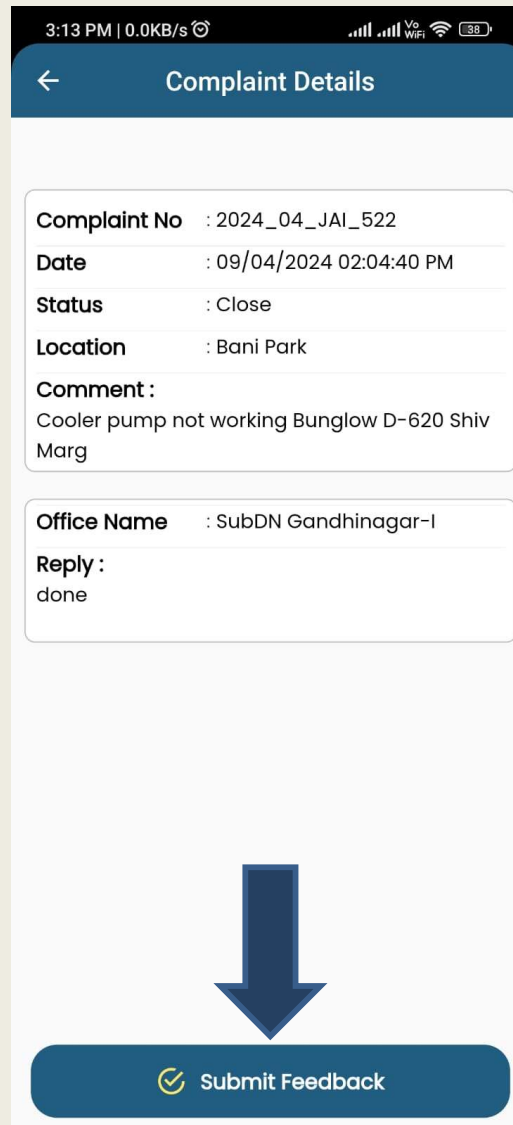 3:13 PM | 0.0KB/s
Vo WiFi 38
Complaint Details
Complaint No : 2024_04_JAI_522
Date : 09/04/2024 02:04:40 PM
Status : Close
Location : Bani Park
Comment :
Cooler pump not working Bunglow D-620 Shiv
Marg
Office Name : SubDN Gandhinagar-I
Reply :
done
Submit Feedback